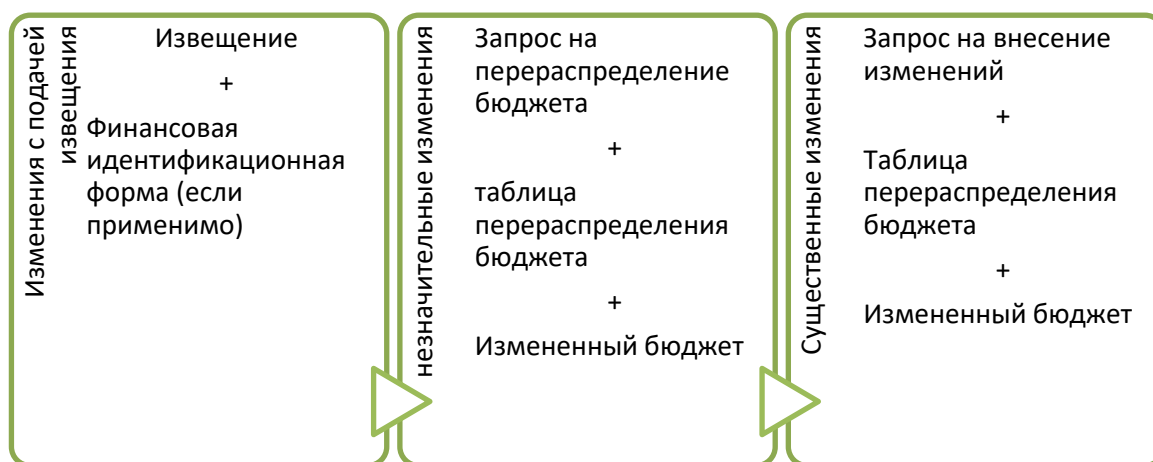 Изменения с подачей
извещения
Извещение
+
Финансовая
идентификационная
форма (если
применимо)
незначительные изменения
Запрос на
перераспределение
бюджета
+
таблица
перераспределения
бюджета
+
Измененный бюджет
Существенные изменения
Запрос на внесение
изменений
+
Таблица
перераспределения
бюджета
+
Измененный бюджет